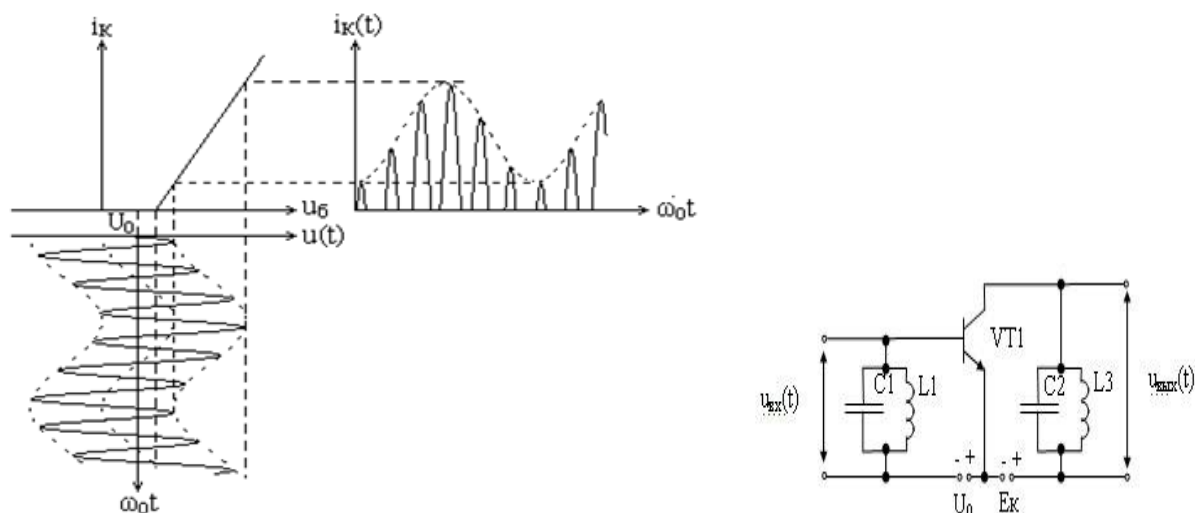 iк
iк(t)
uб
ω₀t
U₀
u(t)
ω₀t
VT1
C1 L1
C2 L3
uвх(t)
uвых(t)
- + - +
U₀ Eк